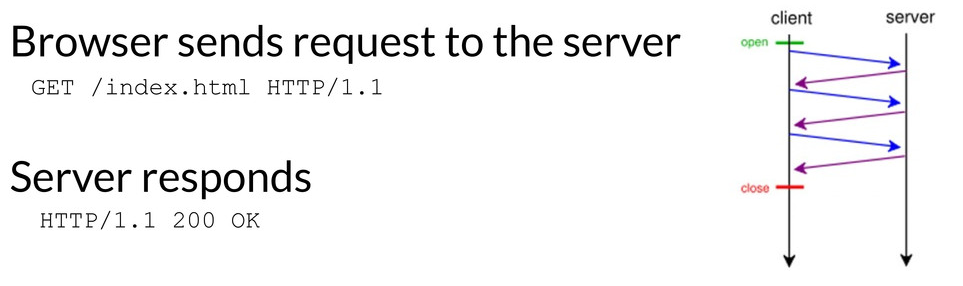 Browser sends request to the server
GET /index.html HTTP/1.1
Server responds
HTTP/1.1 200 OK
client
server
open
close